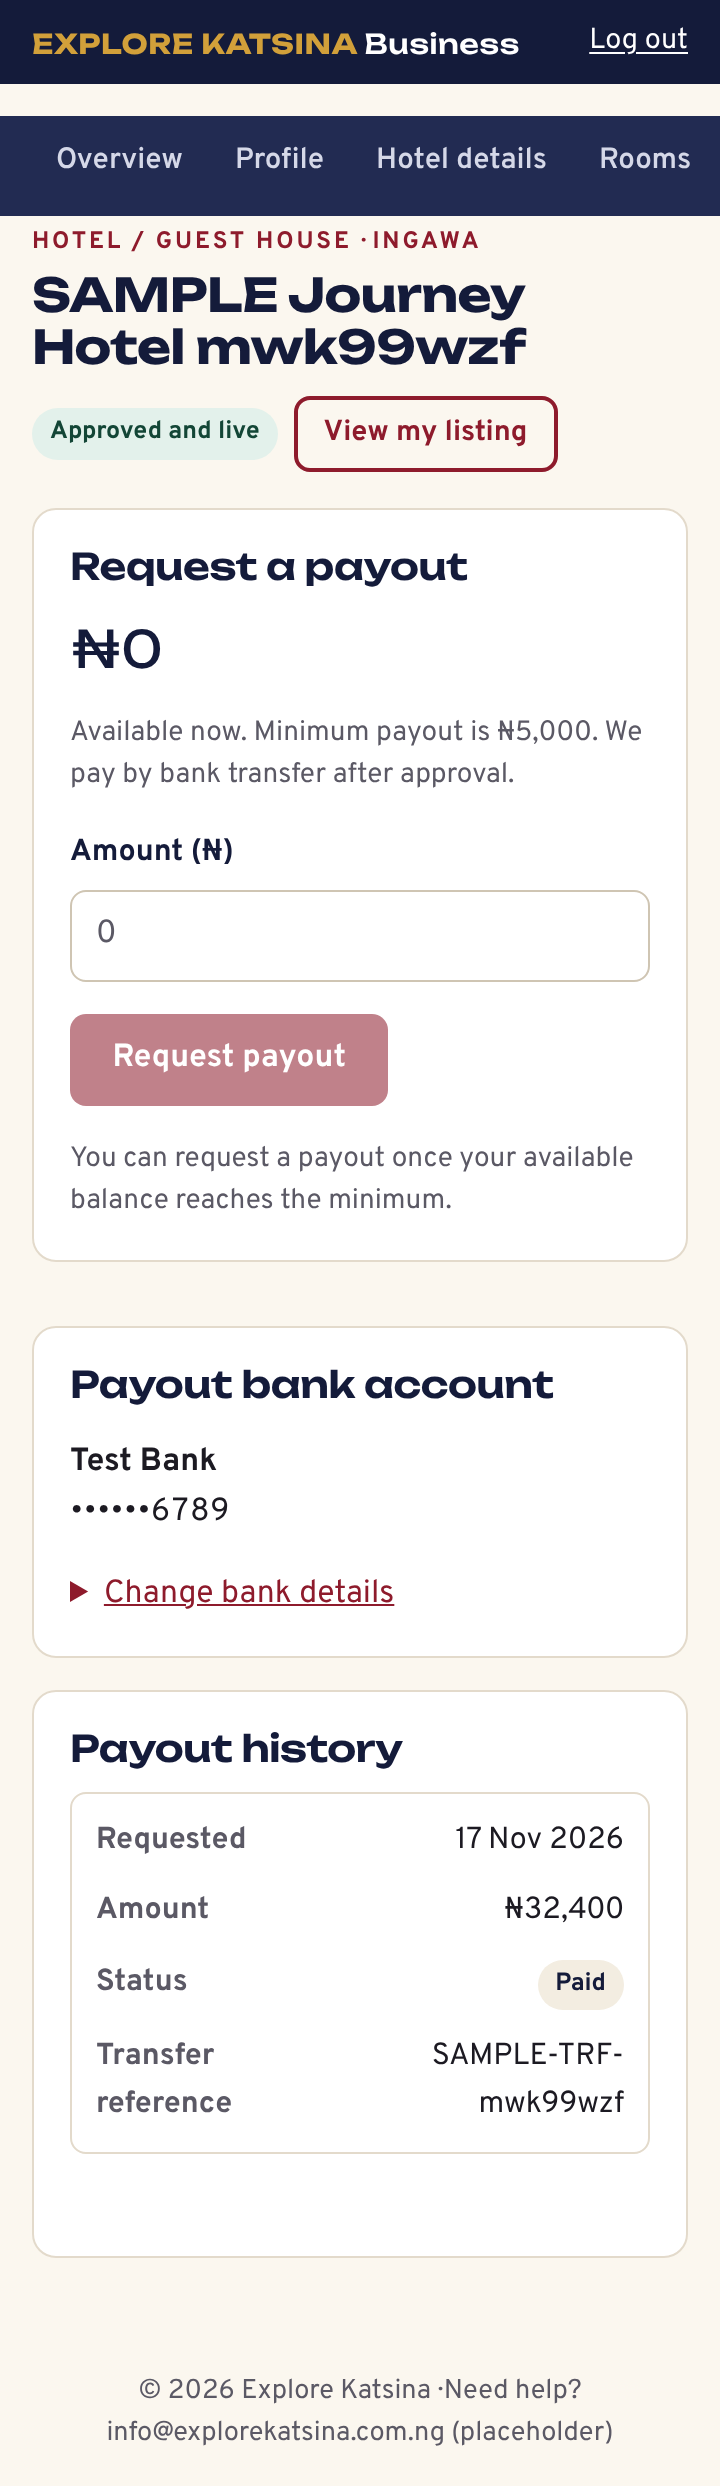 EXPLORE KATSINA Business
Log out
Overview Profile Hotel details Rooms
HOTEL / GUEST HOUSE · INGAWA
SAMPLE Journey
Hotel mwk99wzf
Approved and live
View my listing
Request a payout
₦0
Available now. Minimum payout is ₦5,000. We
pay by bank transfer after approval.
Amount (₦)
0
Request payout
You can request a payout once your available
balance reaches the minimum.
Payout bank account
Test Bank
••••••6789
▶ Change bank details
Payout history
Requested 17 Nov 2026
Amount ₦32,400
Status Paid
Transfer SAMPLE-TRF-
reference mwk99wzf
© 2026 Explore Katsina · Need help?
info@explorekatsina.com.ng (placeholder)